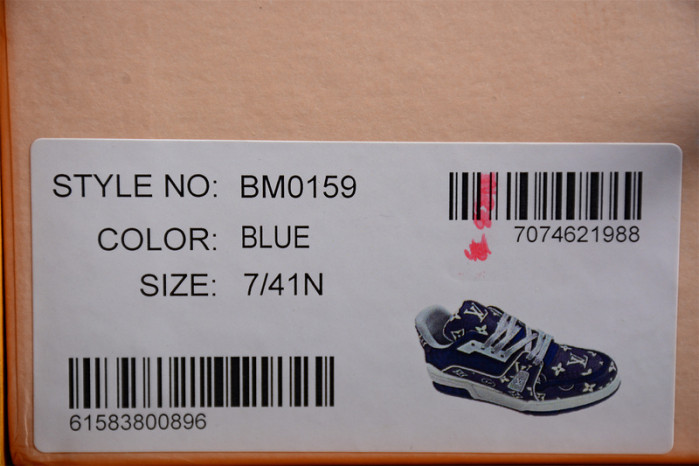 STYLE NO: BM0159
7074621988
COLOR: BLUE
SIZE: 7/41N
61583800896